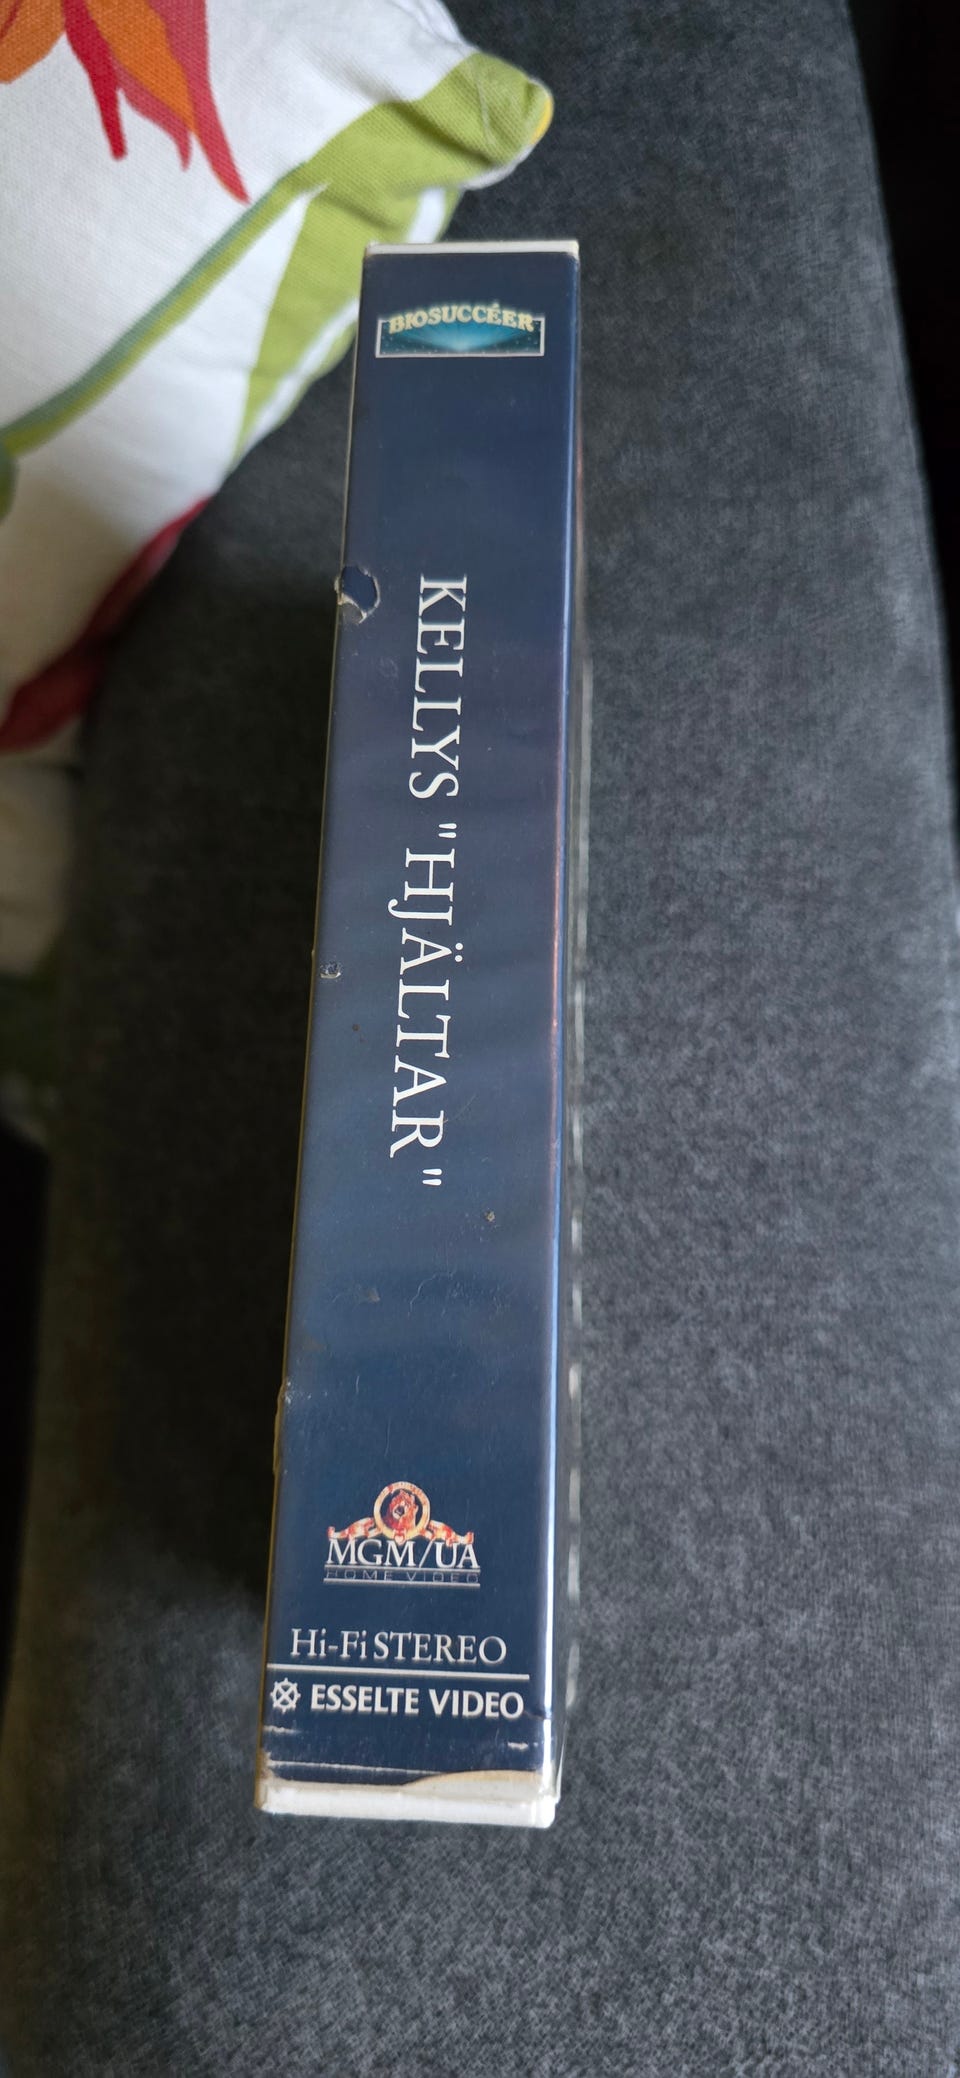 BIOSUCCÉER
KELLYS "HJÄLTAR"
MGM/UA
HOME VIDEO
Hi-Fi STEREO
ESSELTE VIDEO